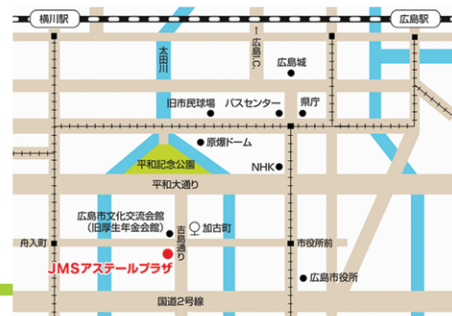 横川駅
広島駅
太田川
←広島I.C.
広島城
旧市民球場
バスセンター
県庁
原爆ドーム
平和記念公園
NHK
平和大通り
広島市文化交流会館
(旧厚生年金会館)
吉島通り
加古町
舟入町
市役所前
JMSアステールプラザ
広島市役所
国道2号線